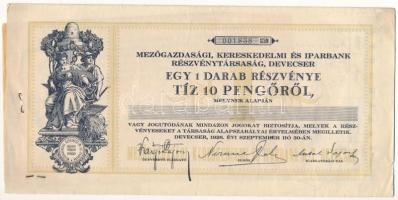 001838
MEZŐGAZDASÁGI, KERESKEDELMI ÉS IPARBANK
RÉSZVÉNYTÁRSASÁG, DEVECSER
EGY 1 DARAB RÉSZVÉNYE
TÍZ 10 PENGŐRŐL,
MELYNEK ALAPJÁN
VAGY JOGUTÓDÁNAK MINDAZON JOGOKAT BIZTOSÍTJA, MELYEK A RÉSZ-
VÉNYESEKET A TÁRSASÁG ALAPSZABÁLYAI ÉRTELMÉBEN MEGILLETIK.
DEVECSER, 1926. ÉVI SZEPTEMBER HÓ 30-ÁN.